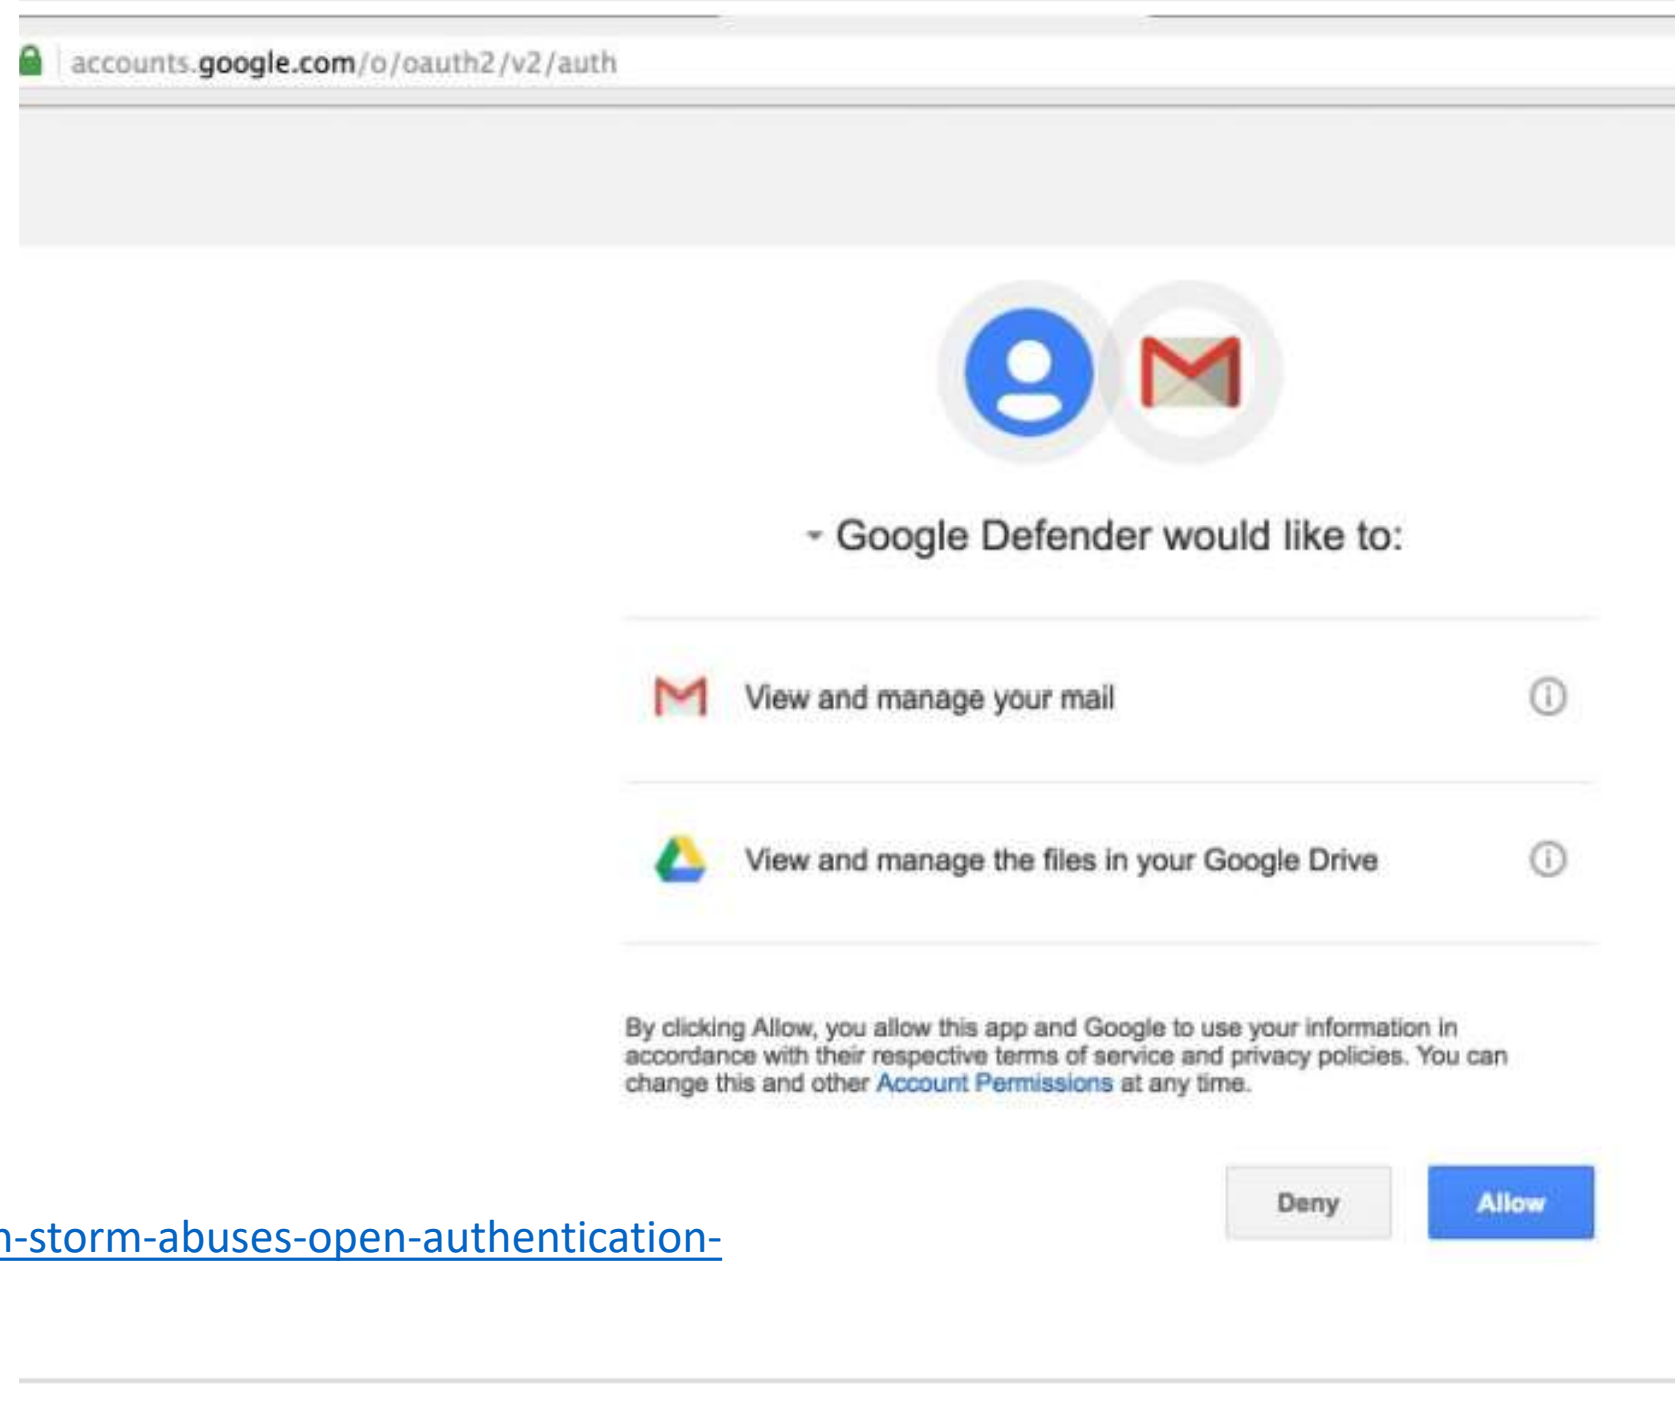 accounts.google.com/o/oauth2/v2/auth
Google Defender would like to:
View and manage your mail
View and manage the files in your Google Drive
By clicking Allow, you allow this app and Google to use your information in
accordance with their respective terms of service and privacy policies. You can
change this and other Account Permissions at any time.
Deny Allow
-storm-abuses-open-authentication-